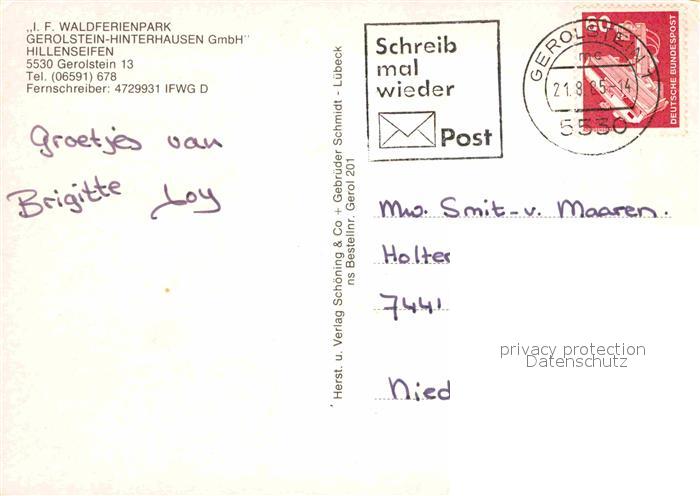 „I. F. WALDFERIENPARK
GEROLSTEIN-HINTERHAUSEN GmbH"
HILLENSEIFEN
5530 Gerolstein 13
Tel. (06591) 678
Fernschreiber: 4729931 IFWG D
Groetjes van
Brigitte Loy
Herst. u. Verlag Schöning & Co + Gebrüder Schmidt - Lübeck
ns Bestellnr. Gerol 201
Schreib
mal
wieder
Post
GEROLSTEIN 1
mc
21.8.85-14
5530
60
DEUTSCHE BUNDESPOST
Mw. Smit-v. Maaren.
Holter
7441
Nied
privacy protection
Datenschutz